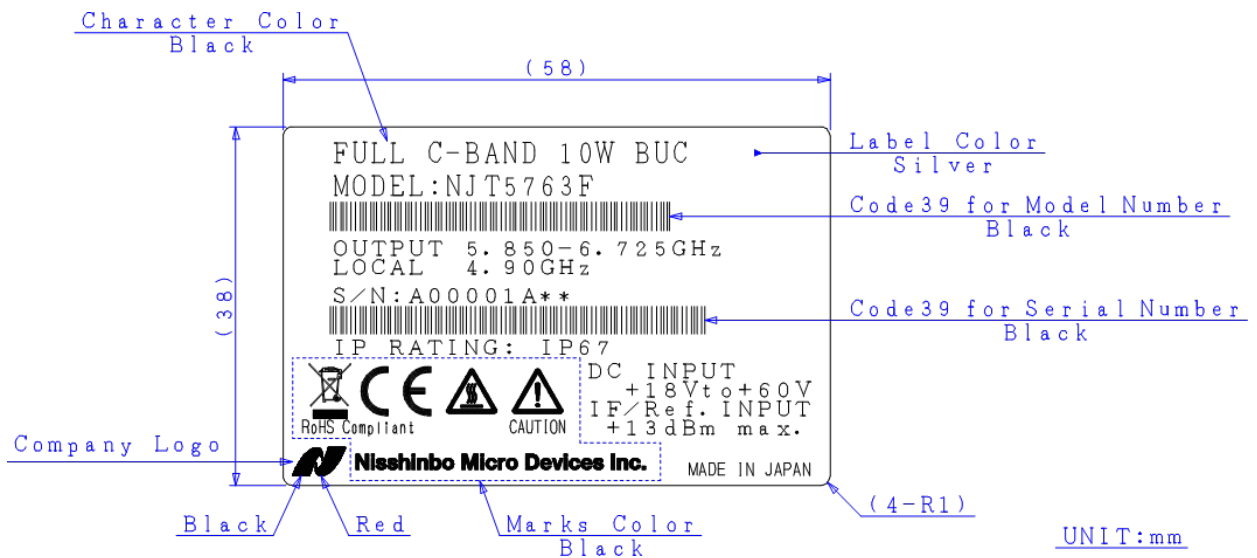 Character Color
Black
(58)
FULL C-BAND 10W BUC
Label Color
Silver
MODEL:NJT5763F
Code39 for Model Number
Black
OUTPUT 5.850-6.725GHz
LOCAL 4.90GHz
(38)
S/N:A00001A**
Code39 for Serial Number
Black
IP RATING: IP67
DC INPUT
+18Vto+60V
IF/Ref. INPUT
+13dBm max.
CE
RoHS Compliant
CAUTION
Company Logo
Nisshinbo Micro Devices Inc.
MADE IN JAPAN
Black
Red
Marks Color
Black
(4-R1)
UNIT:mm